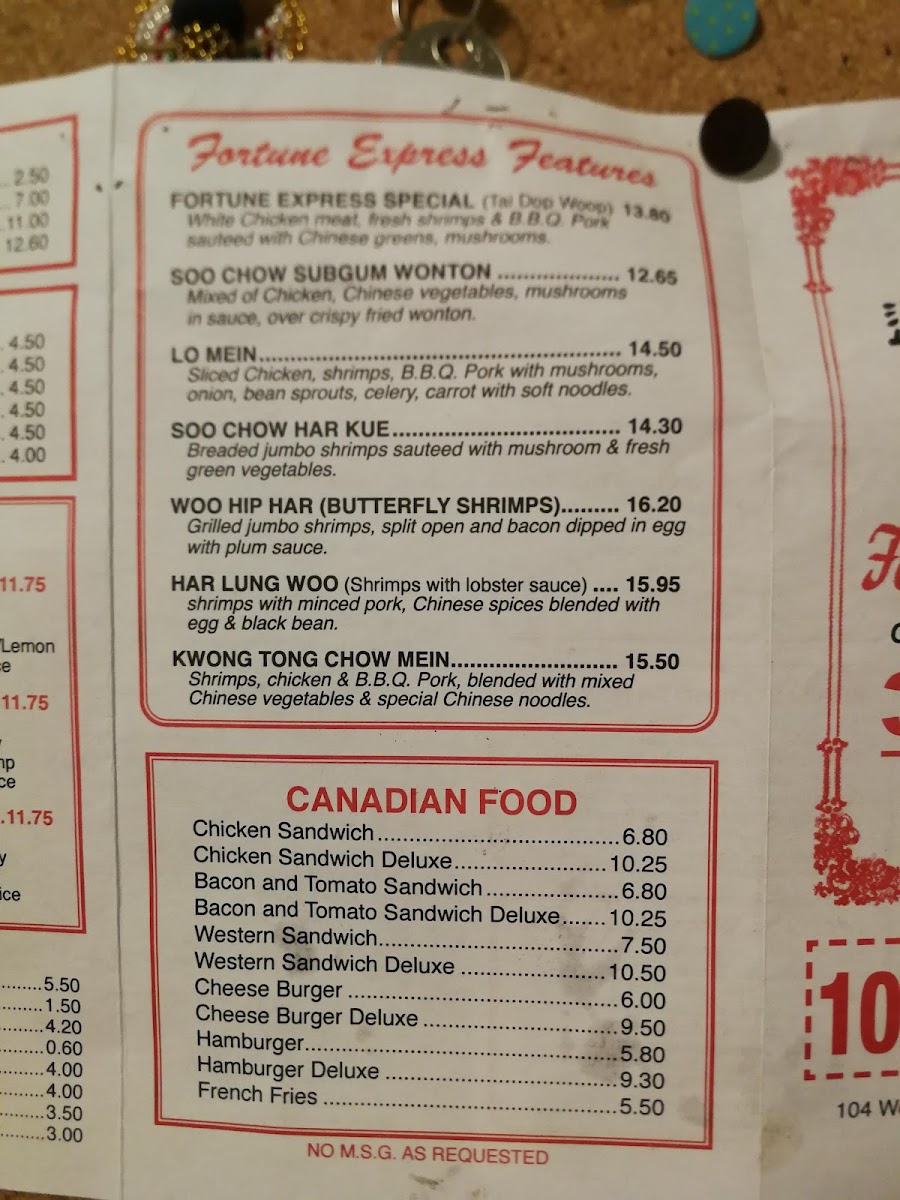 2.50
7.00
11.00
12.60
4.50
4.50
4.50
4.50
4.50
4.00
11.75
/Lemon
11.75
.11.75
5.50
1.50
4.20
0.60
4.00
4.00
3.50
3.00
Fortune Express Features
FORTUNE EXPRESS SPECIAL (Tai Dop Woop) 13.80
White Chicken meat, fresh shrimps & B.B.Q. Pork
sauteed with Chinese greens, mushrooms.
SOO CHOW SUBGUM WONTON .................... 12.65
Mixed of Chicken, Chinese vegetables, mushrooms
in sauce, over crispy fried wonton.
LO MEIN............................................................ 14.50
Sliced Chicken, shrimps, B.B.Q. Pork with mushrooms,
onion, bean sprouts, celery, carrot with soft noodles.
SOO CHOW HAR KUE...................................... 14.30
Breaded jumbo shrimps sauteed with mushroom & fresh
green vegetables.
WOO HIP HAR (BUTTERFLY SHRIMPS)......... 16.20
Grilled jumbo shrimps, split open and bacon dipped in egg
with plum sauce.
HAR LUNG WOO (Shrimps with lobster sauce) .... 15.95
shrimps with minced pork, Chinese spices blended with
egg & black bean.
KWONG TONG CHOW MEIN............................ 15.50
Shrimps, chicken & B.B.Q. Pork, blended with mixed
Chinese vegetables & special Chinese noodles.
CANADIAN FOOD
Chicken Sandwich..........................................6.80
Chicken Sandwich Deluxe..........................10.25
Bacon and Tomato Sandwich .......................6.80
Bacon and Tomato Sandwich Deluxe.......10.25
Western Sandwich.........................................7.50
Western Sandwich Deluxe .........................10.50
Cheese Burger ..............................................6.00
Cheese Burger Deluxe .................................9.50
Hamburger.....................................................5.80
Hamburger Deluxe .......................................9.30
French Fries ..................................................5.50
NO M.S.G. AS REQUESTED
10
104